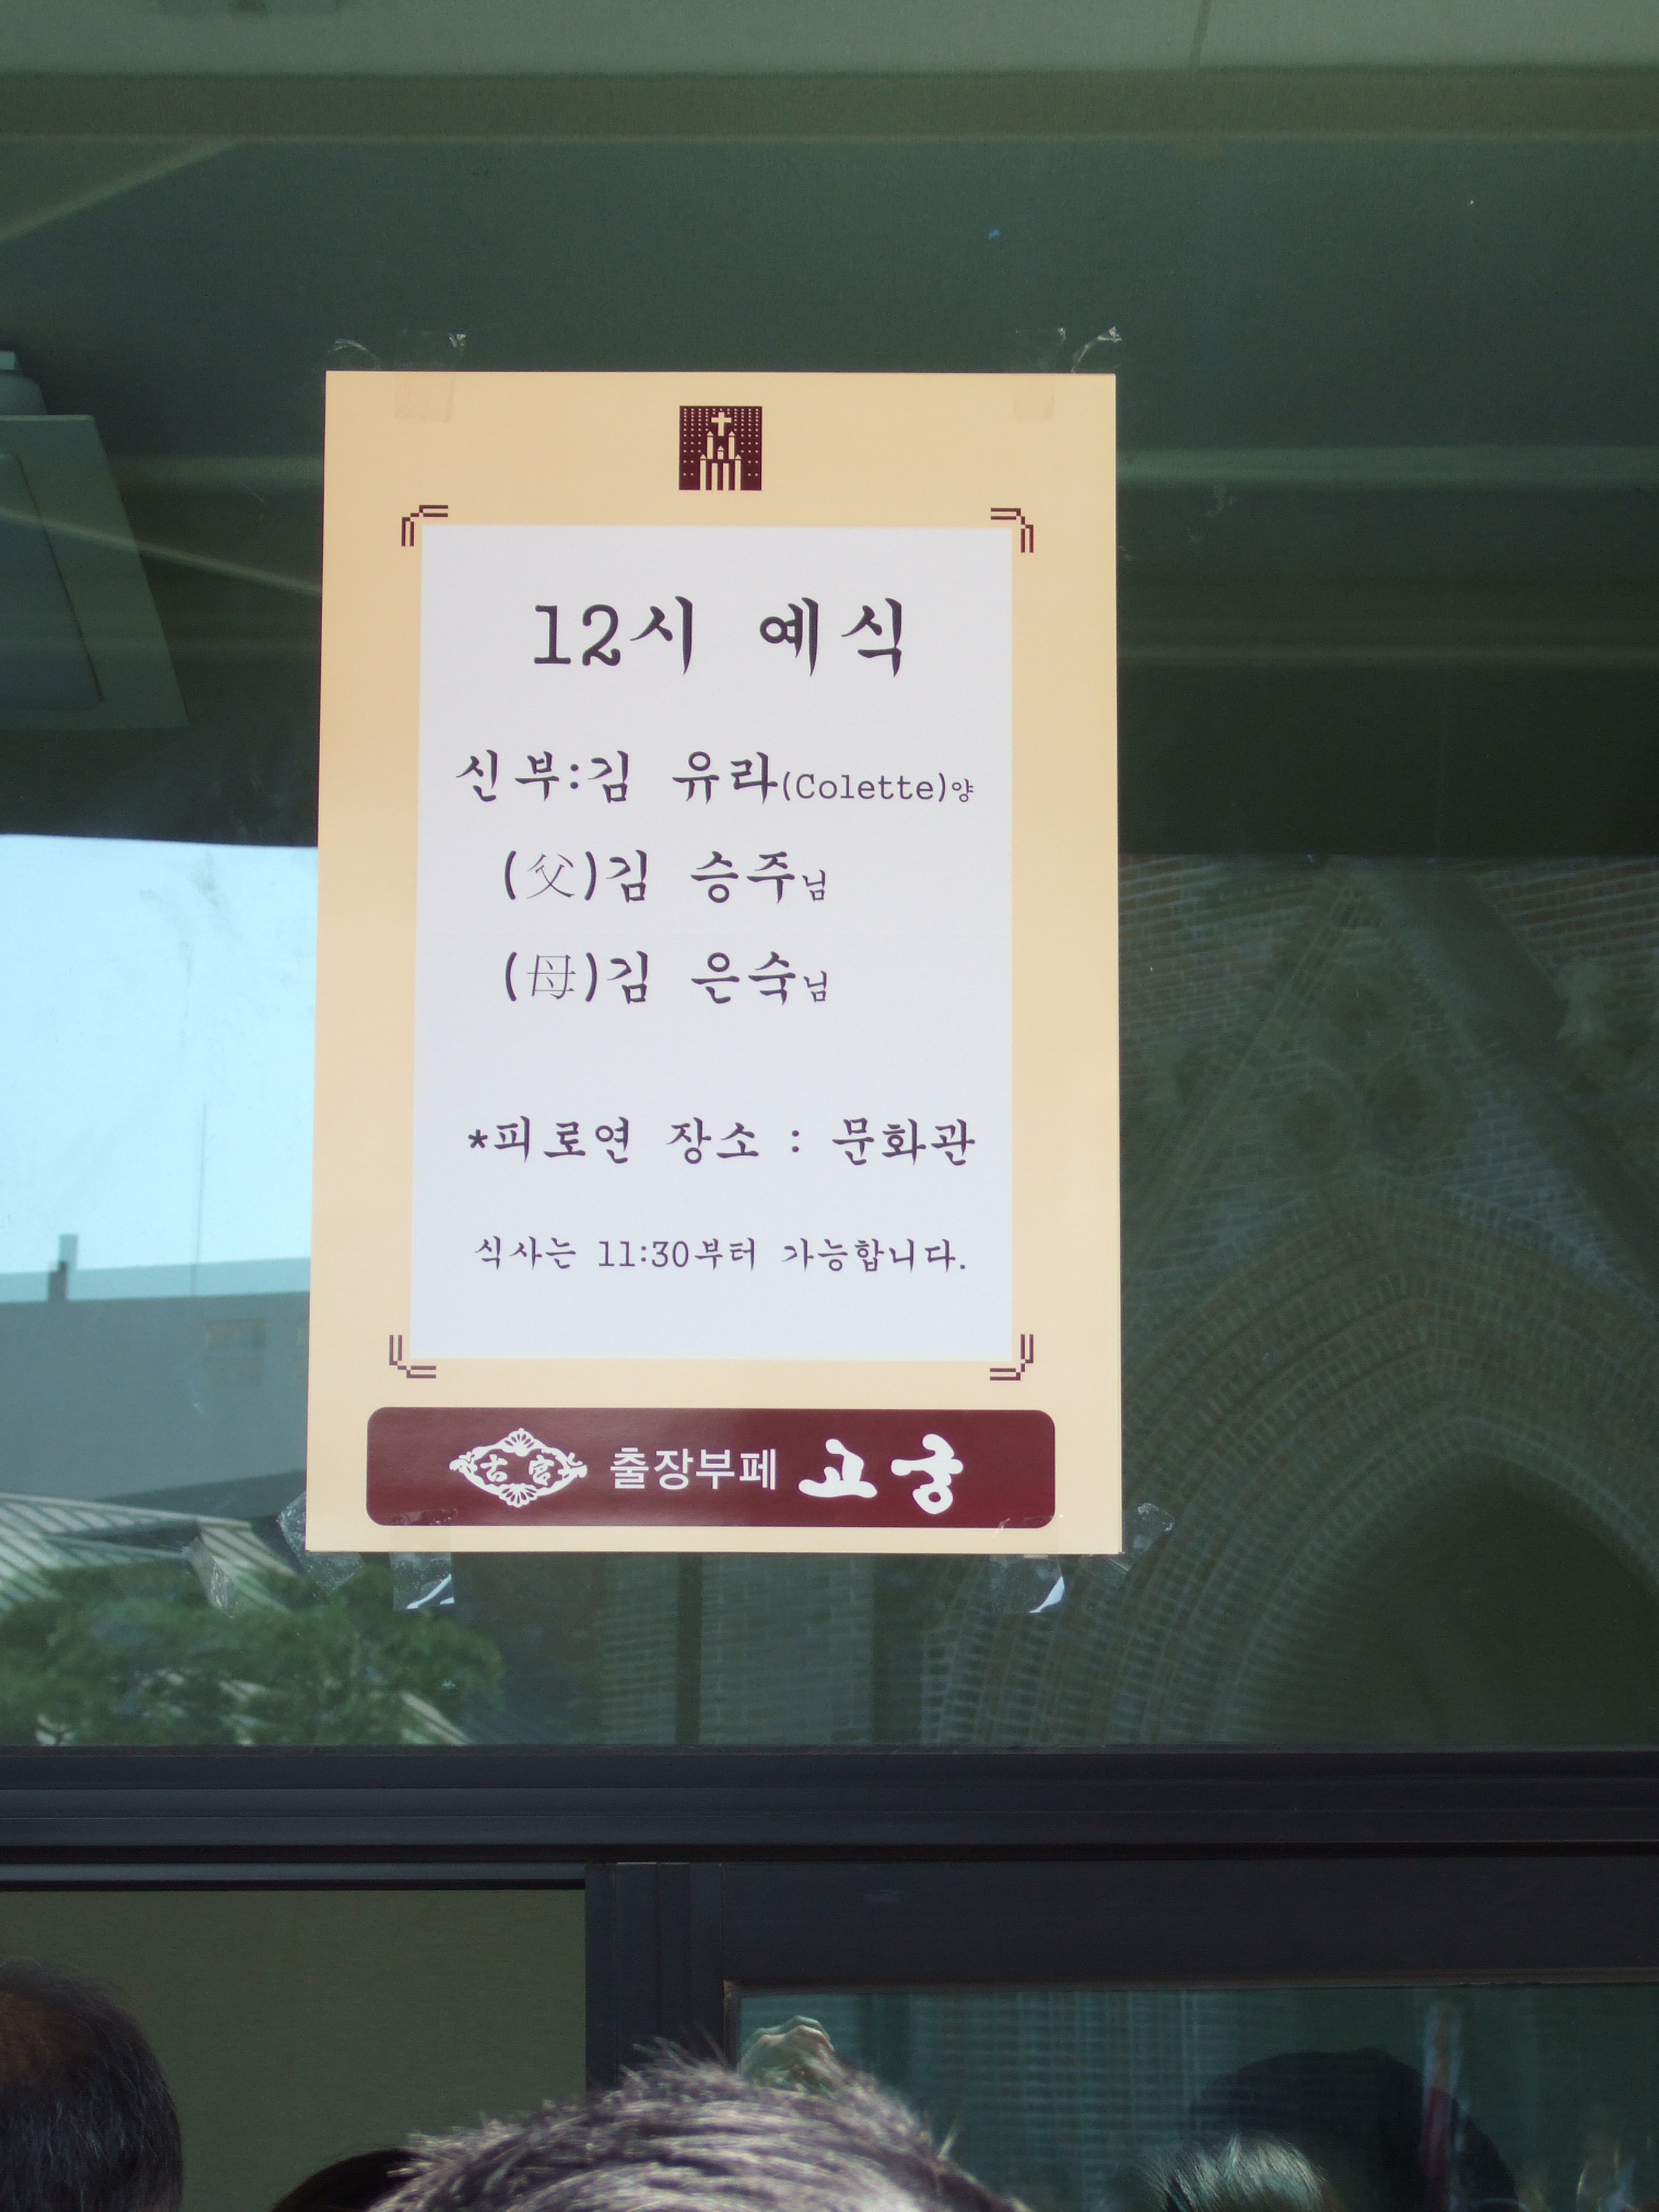 12시 예식
신부:김 유라(Colette)양
(父)김 승주님
(母)김 은숙님
*피로연 장소 : 문화관
식사는 11:30부터 가능합니다.
古宮 출장부페 고궁